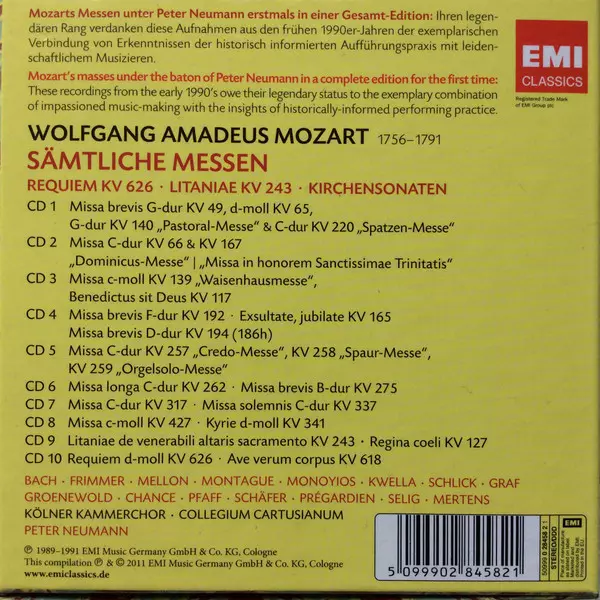 Mozarts Messen unter Peter Neumann erstmals in einer Gesamt-Edition: Ihren legen-
dären Rang verdanken diese Aufnahmen aus den frühen 1990er-Jahren der exemplarischen
Verbindung von Erkenntnissen der historisch informierten Aufführungspraxis mit leiden-
schaftlichem Musizieren.
Mozart's masses under the baton of Peter Neumann in a complete edition for the first time:
These recordings from the early 1990's owe their legendary status to the exemplary combination
of impassioned music-making with the insights of historically-informed performing practice.
EMI
CLASSICS
Registered Trade Mark
of EMI Group plc
WOLFGANG AMADEUS MOZART 1756–1791
SÄMTLICHE MESSEN
REQUIEM KV 626 · LITANIAE KV 243 · KIRCHENSONATEN
CD 1 Missa brevis G-dur KV 49, d-moll KV 65,
G-dur KV 140 „Pastoral-Messe“ & C-dur KV 220 „Spatzen-Messe“
CD 2 Missa C-dur KV 66 & KV 167
„Dominicus-Messe“ | „Missa in honorem Sanctissimae Trinitatis“
CD 3 Missa c-moll KV 139 „Waisenhausmesse“,
Benedictus sit Deus KV 117
CD 4 Missa brevis F-dur KV 192 · Exsultate, jubilate KV 165
Missa brevis D-dur KV 194 (186h)
CD 5 Missa C-dur KV 257 „Credo-Messe“, KV 258 „Spaur-Messe“,
KV 259 „Orgelsolo-Messe“
CD 6 Missa longa C-dur KV 262 · Missa brevis B-dur KV 275
CD 7 Missa C-dur KV 317 · Missa solemnis C-dur KV 337
CD 8 Missa c-moll KV 427 · Kyrie d-moll KV 341
CD 9 Litaniae de venerabili altaris sacramento KV 243 · Regina coeli KV 127
CD 10 Requiem d-moll KV 626 · Ave verum corpus KV 618
BACH · FRIMMER · MELLON · MONTAGUE · MONOYIOS · KWELLA · SCHLICK · GRAF
GROENEWOLD · CHANCE · PFAFF · SCHÄFER · PRÉGARDIEN · SELIG · MERTENS
KÖLNER KAMMERCHOR · COLLEGIUM CARTUSIANUM
PETER NEUMANN
℗ 1989–1991 EMI Music Germany GmbH & Co. KG, Cologne
This compilation ℗ & © 2011 EMI Music Germany GmbH & Co. KG, Cologne
www.emiclassics.de
5 099902 845821
50999 0 28458 2 1
STEREO/DDD
EMI